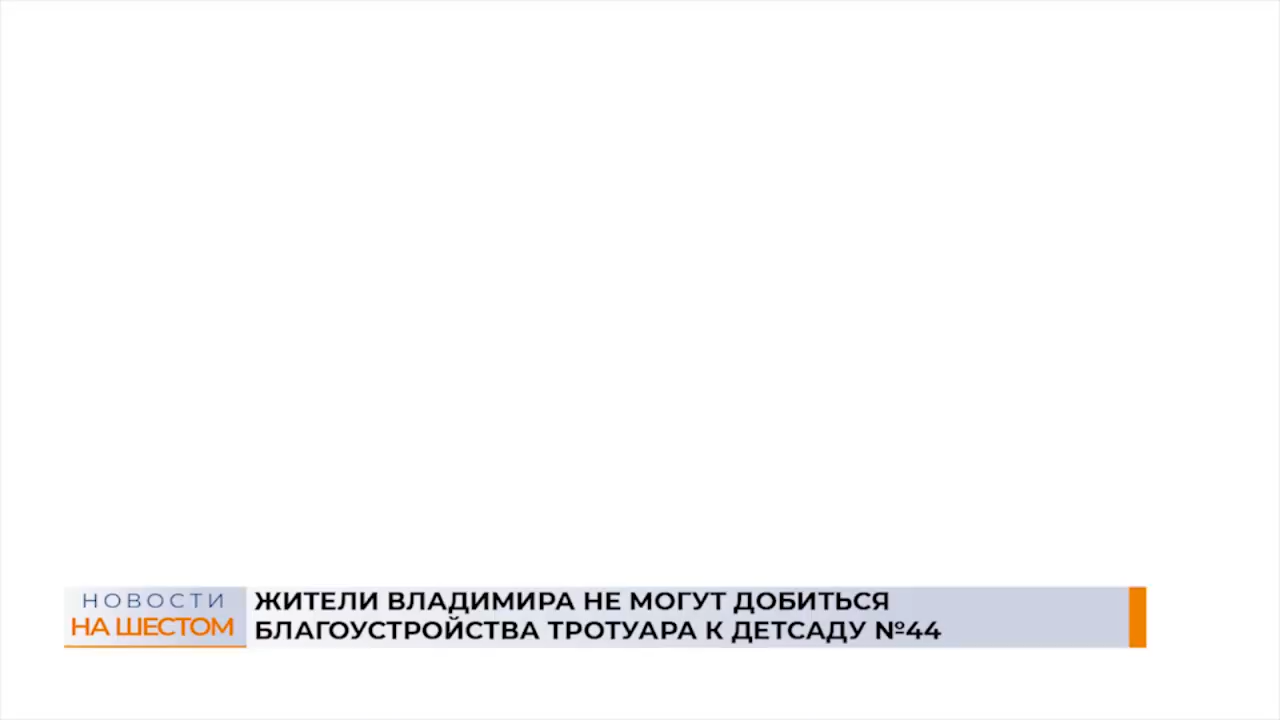 НОВОСТИ
НА ШЕСТОМ
ЖИТЕЛИ ВЛАДИМИРА НЕ МОГУТ ДОБИТЬСЯ
БЛАГОУСТРОЙСТВА ТРОТУАРА К ДЕТСАДУ №44